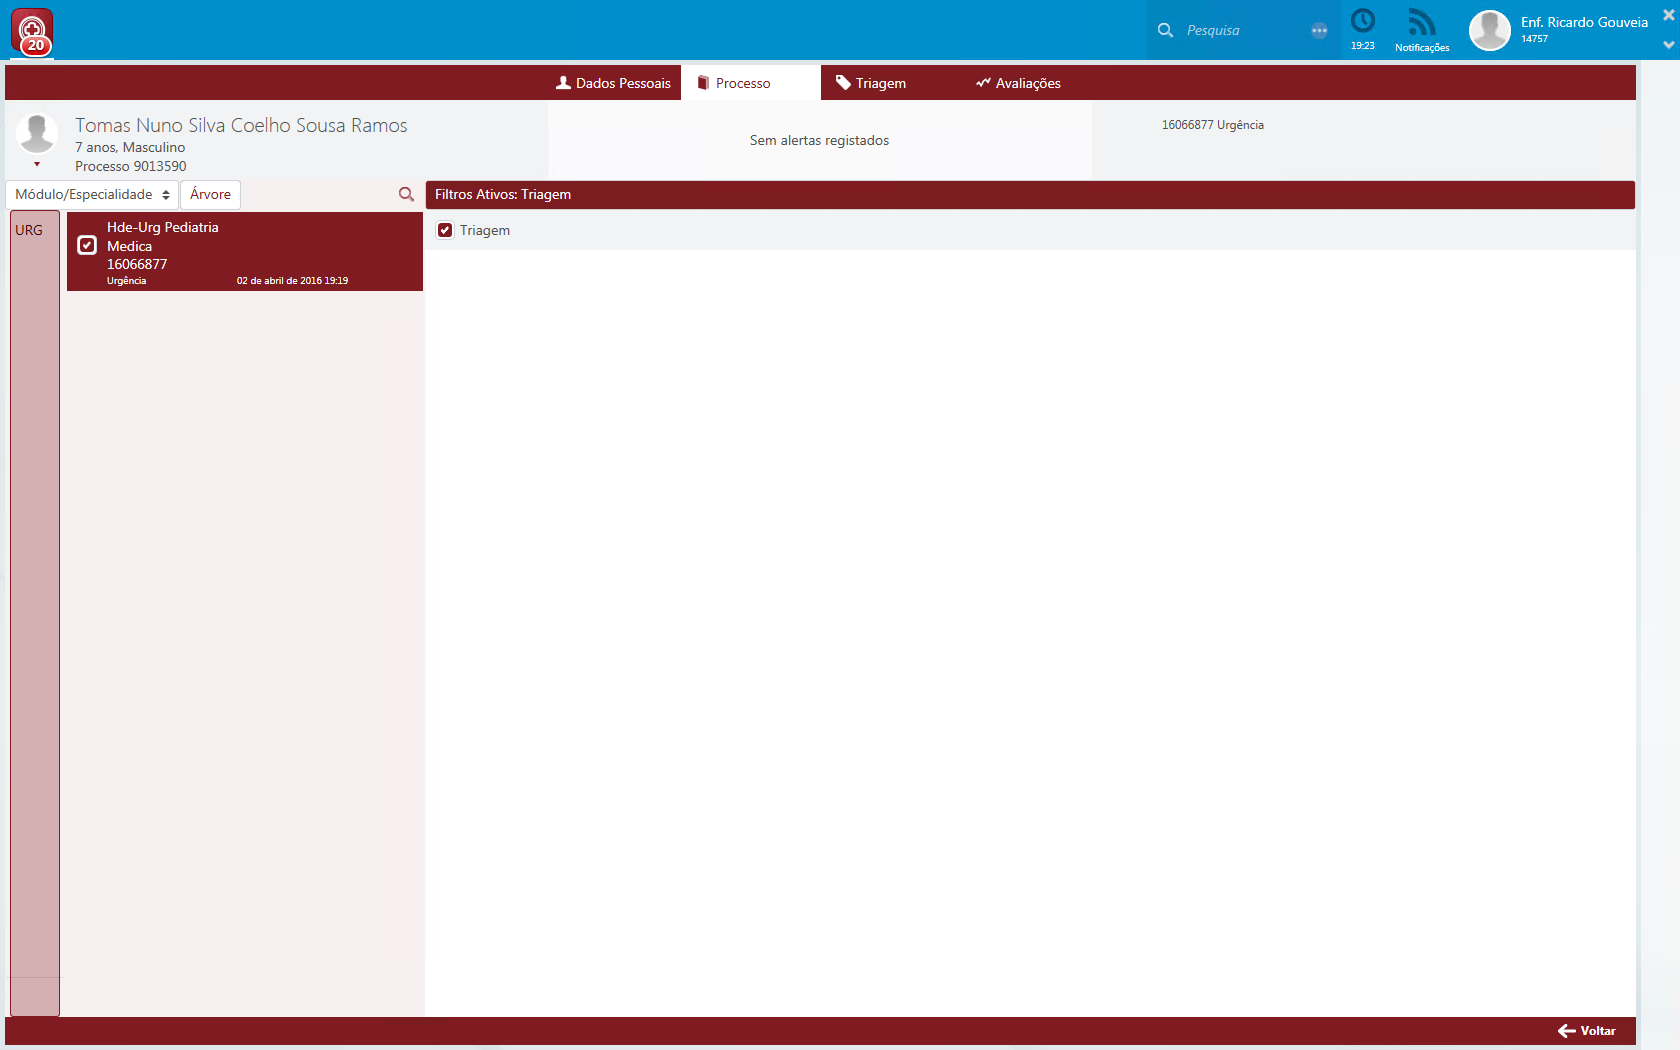 20
Pesquisa
19:23
Notificações
Enf. Ricardo Gouveia
14757
Dados Pessoais
Processo
Triagem
Avaliações
Tomas Nuno Silva Coelho Sousa Ramos
7 anos, Masculino
Processo 9013590
Sem alertas registados
16066877 Urgência
Módulo/Especialidade
Árvore
Filtros Ativos: Triagem
URG
Hde-Urg Pediatria
Medica
16066877
Urgência
02 de abril de 2016 19:19
Triagem
Voltar